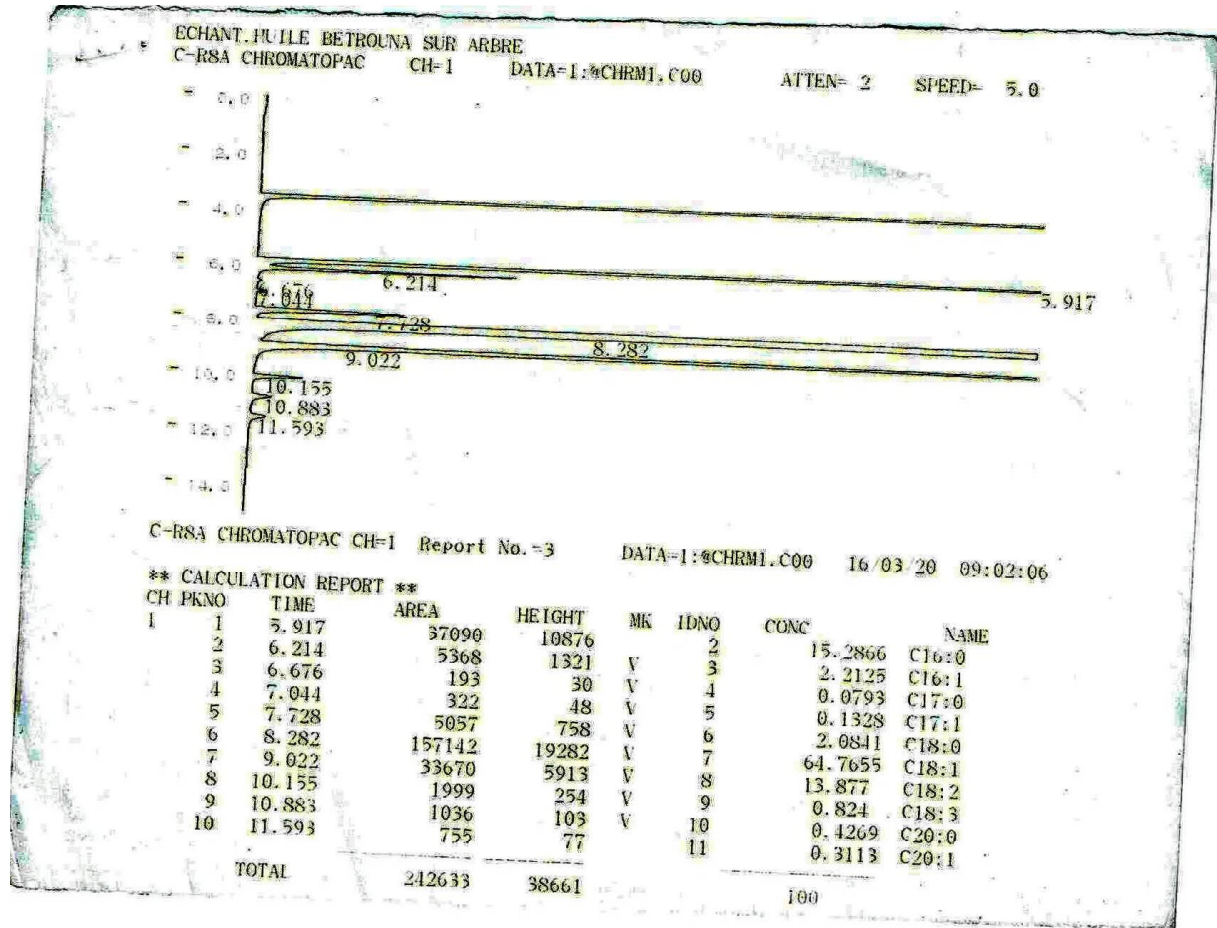 ECHANT.HUILE BETROUNA SUR ARBRE
C-R8A CHROMATOPAC CH=1 DATA=1:@CHRM1.C00 ATTEN= 2 SPEED= 5.0
0.0
2.0
4.0
6.0
6.214
5.917
6.676
7.044
8.0
7.728
8.282
9.022
10.0
10.155
10.883
12.0
11.593
14.0
C-R8A CHROMATOPAC CH=1 Report No.=3 DATA=1:@CHRM1.C00 16/03/20 09:02:06
** CALCULATION REPORT **
CH PKNO TIME AREA HEIGHT MK IDNO CONC NAME
1 1 5.917 37090 10876 2 15.2866 C16:0
2 6.214 5368 1321 V 3 2.2125 C16:1
3 6.676 193 30 V 4 0.0793 C17:0
4 7.044 322 48 V 5 0.1328 C17:1
5 7.728 5057 758 V 6 2.0841 C18:0
6 8.282 157142 19282 V 7 64.7655 C18:1
7 9.022 33670 5913 V 8 13.877 C18:2
8 10.155 1999 254 V 9 0.824 C18:3
9 10.883 1036 103 V 10 0.4269 C20:0
10 11.593 755 77 11 0.3113 C20:1
TOTAL 242633 38661 100